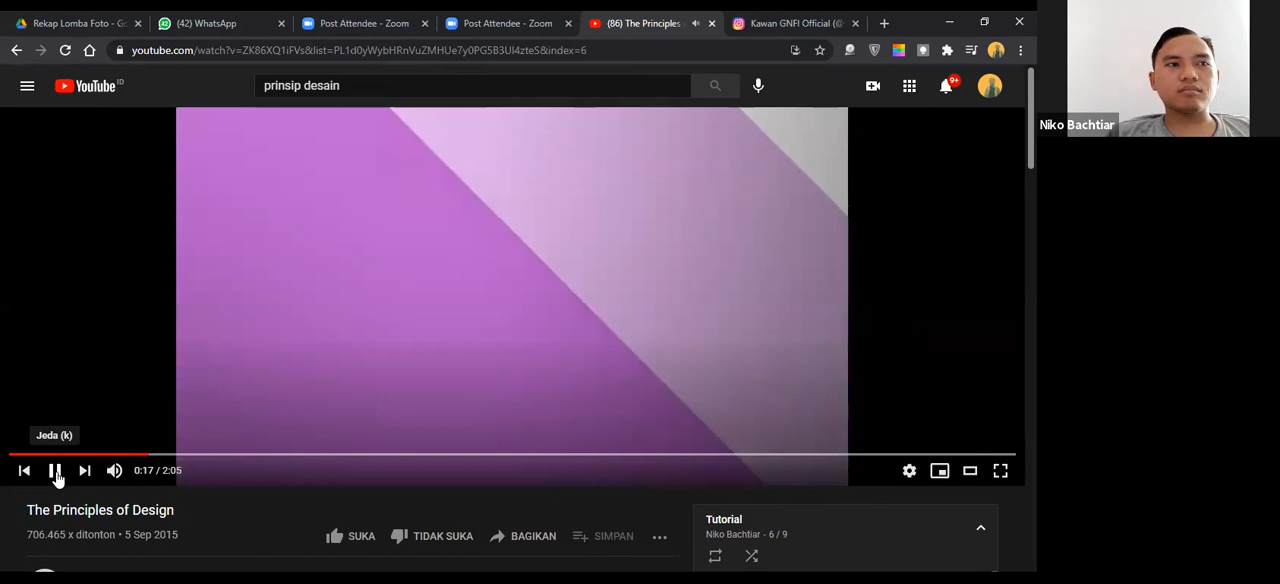 Rekap Lomba Foto - Go
(42) WhatsApp
Post Attendee - Zoom
Post Attendee - Zoom
(86) The Principles
Kawan GNFI Official (@
youtube.com/watch?v=ZK86XQ1iFVs&list=PL1d0yWybHRnVuZMHUe7y0PG5B3Ul4zteS&index=6
YouTube ID
prinsip desain
9+
Niko Bachtiar
Jeda (k)
0:17 / 2:05
The Principles of Design
706.465 x ditonton • 5 Sep 2015
SUKA
TIDAK SUKA
BAGIKAN
SIMPAN
Tutorial
Niko Bachtiar - 6 / 9